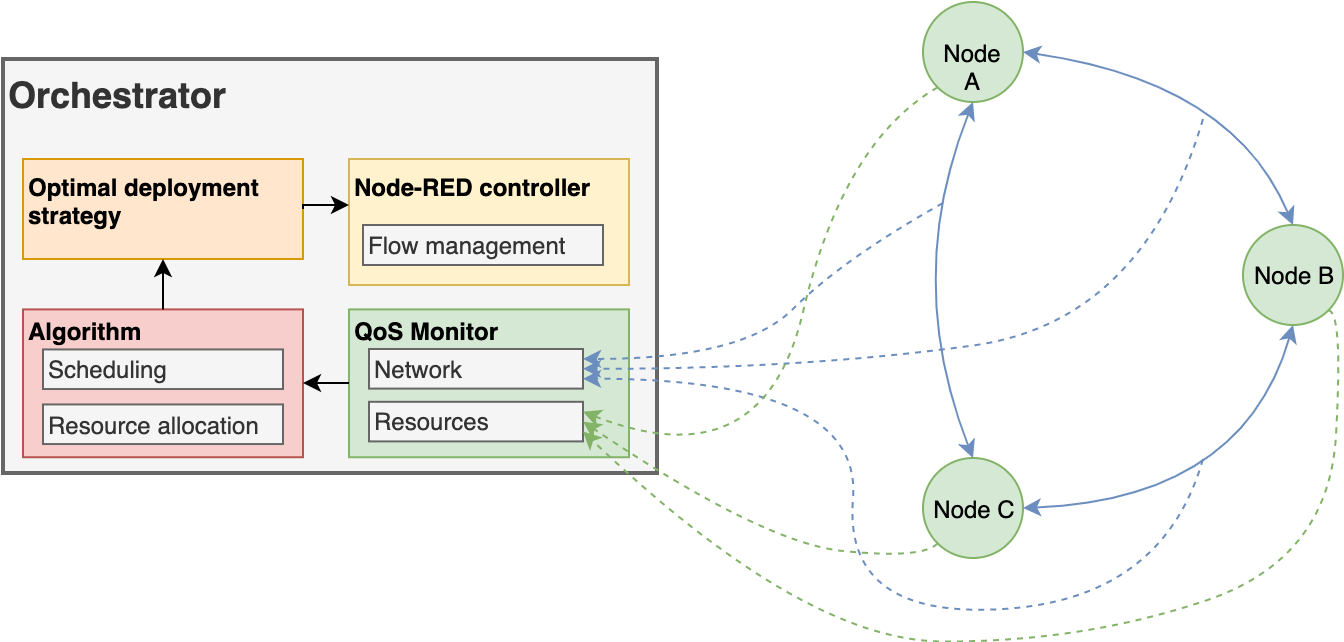 Orchestrator
Optimal deployment
strategy
Node-RED controller
Flow management
Algorithm
Scheduling
Resource allocation
QoS Monitor
Network
Resources
Node
A
Node B
Node C